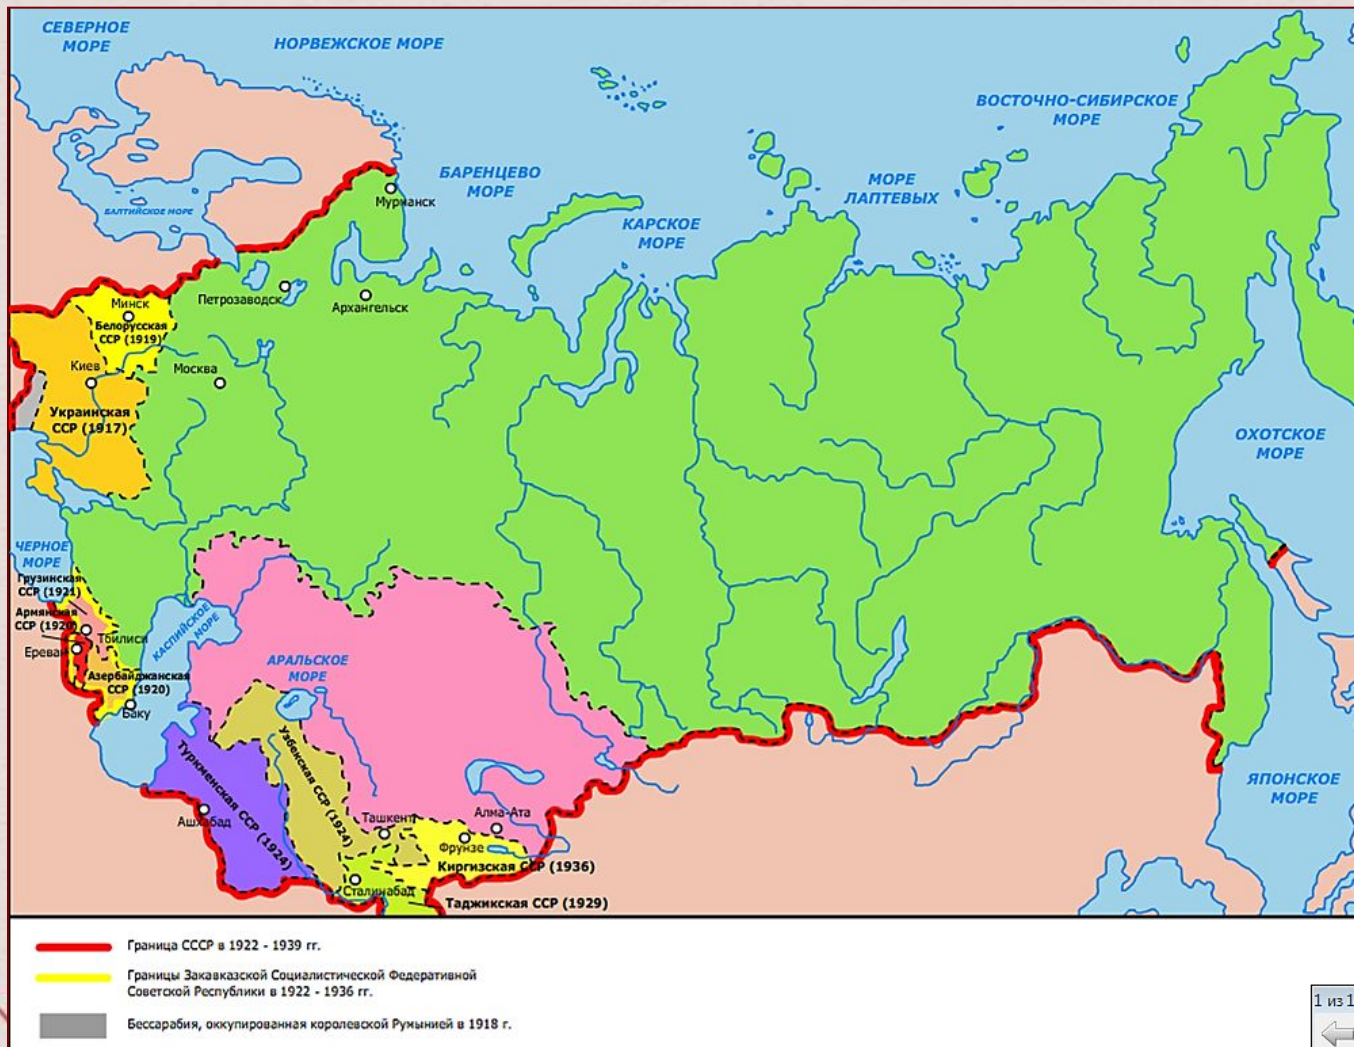 СЕВЕРНОЕ
МОРЕ
НОРВЕЖСКОЕ МОРЕ
ВОСТОЧНО-СИБИРСКОЕ
МОРЕ
БАРЕНЦЕВО
МОРЕ
МОРЕ
ЛАПТЕВЫХ
КАРСКОЕ
МОРЕ
БАЛТИЙСКОЕ МОРЕ
Мурманск
Петрозаводск
Архангельск
Минск
Белорусская
ССР (1919)
Киев
Москва
Украинская
ССР (1917)
ОХОТСКОЕ
МОРЕ
ЧЕРНОЕ
МОРЕ
Грузинская
ССР (1921)
Армянская
ССР (1920)
Тбилиси
Ереван
Азербайджанская
ССР (1920)
Баку
КАСПИЙСКОЕ
МОРЕ
АРАЛЬСКОЕ
МОРЕ
Туркменская ССР (1924)
Узбекская ССР (1924)
Ашхабад
Ташкент
Алма-Ата
Фрунзе
Киргизская ССР (1936)
Сталинабад
Таджикская ССР (1929)
ЯПОНСКОЕ
МОРЕ
Граница СССР в 1922 - 1939 гг.
Границы Закавказской Социалистической Федеративной
Советской Республики в 1922 - 1936 гг.
Бессарабия, оккупированная королевской Румынией в 1918 г.
1 из 1